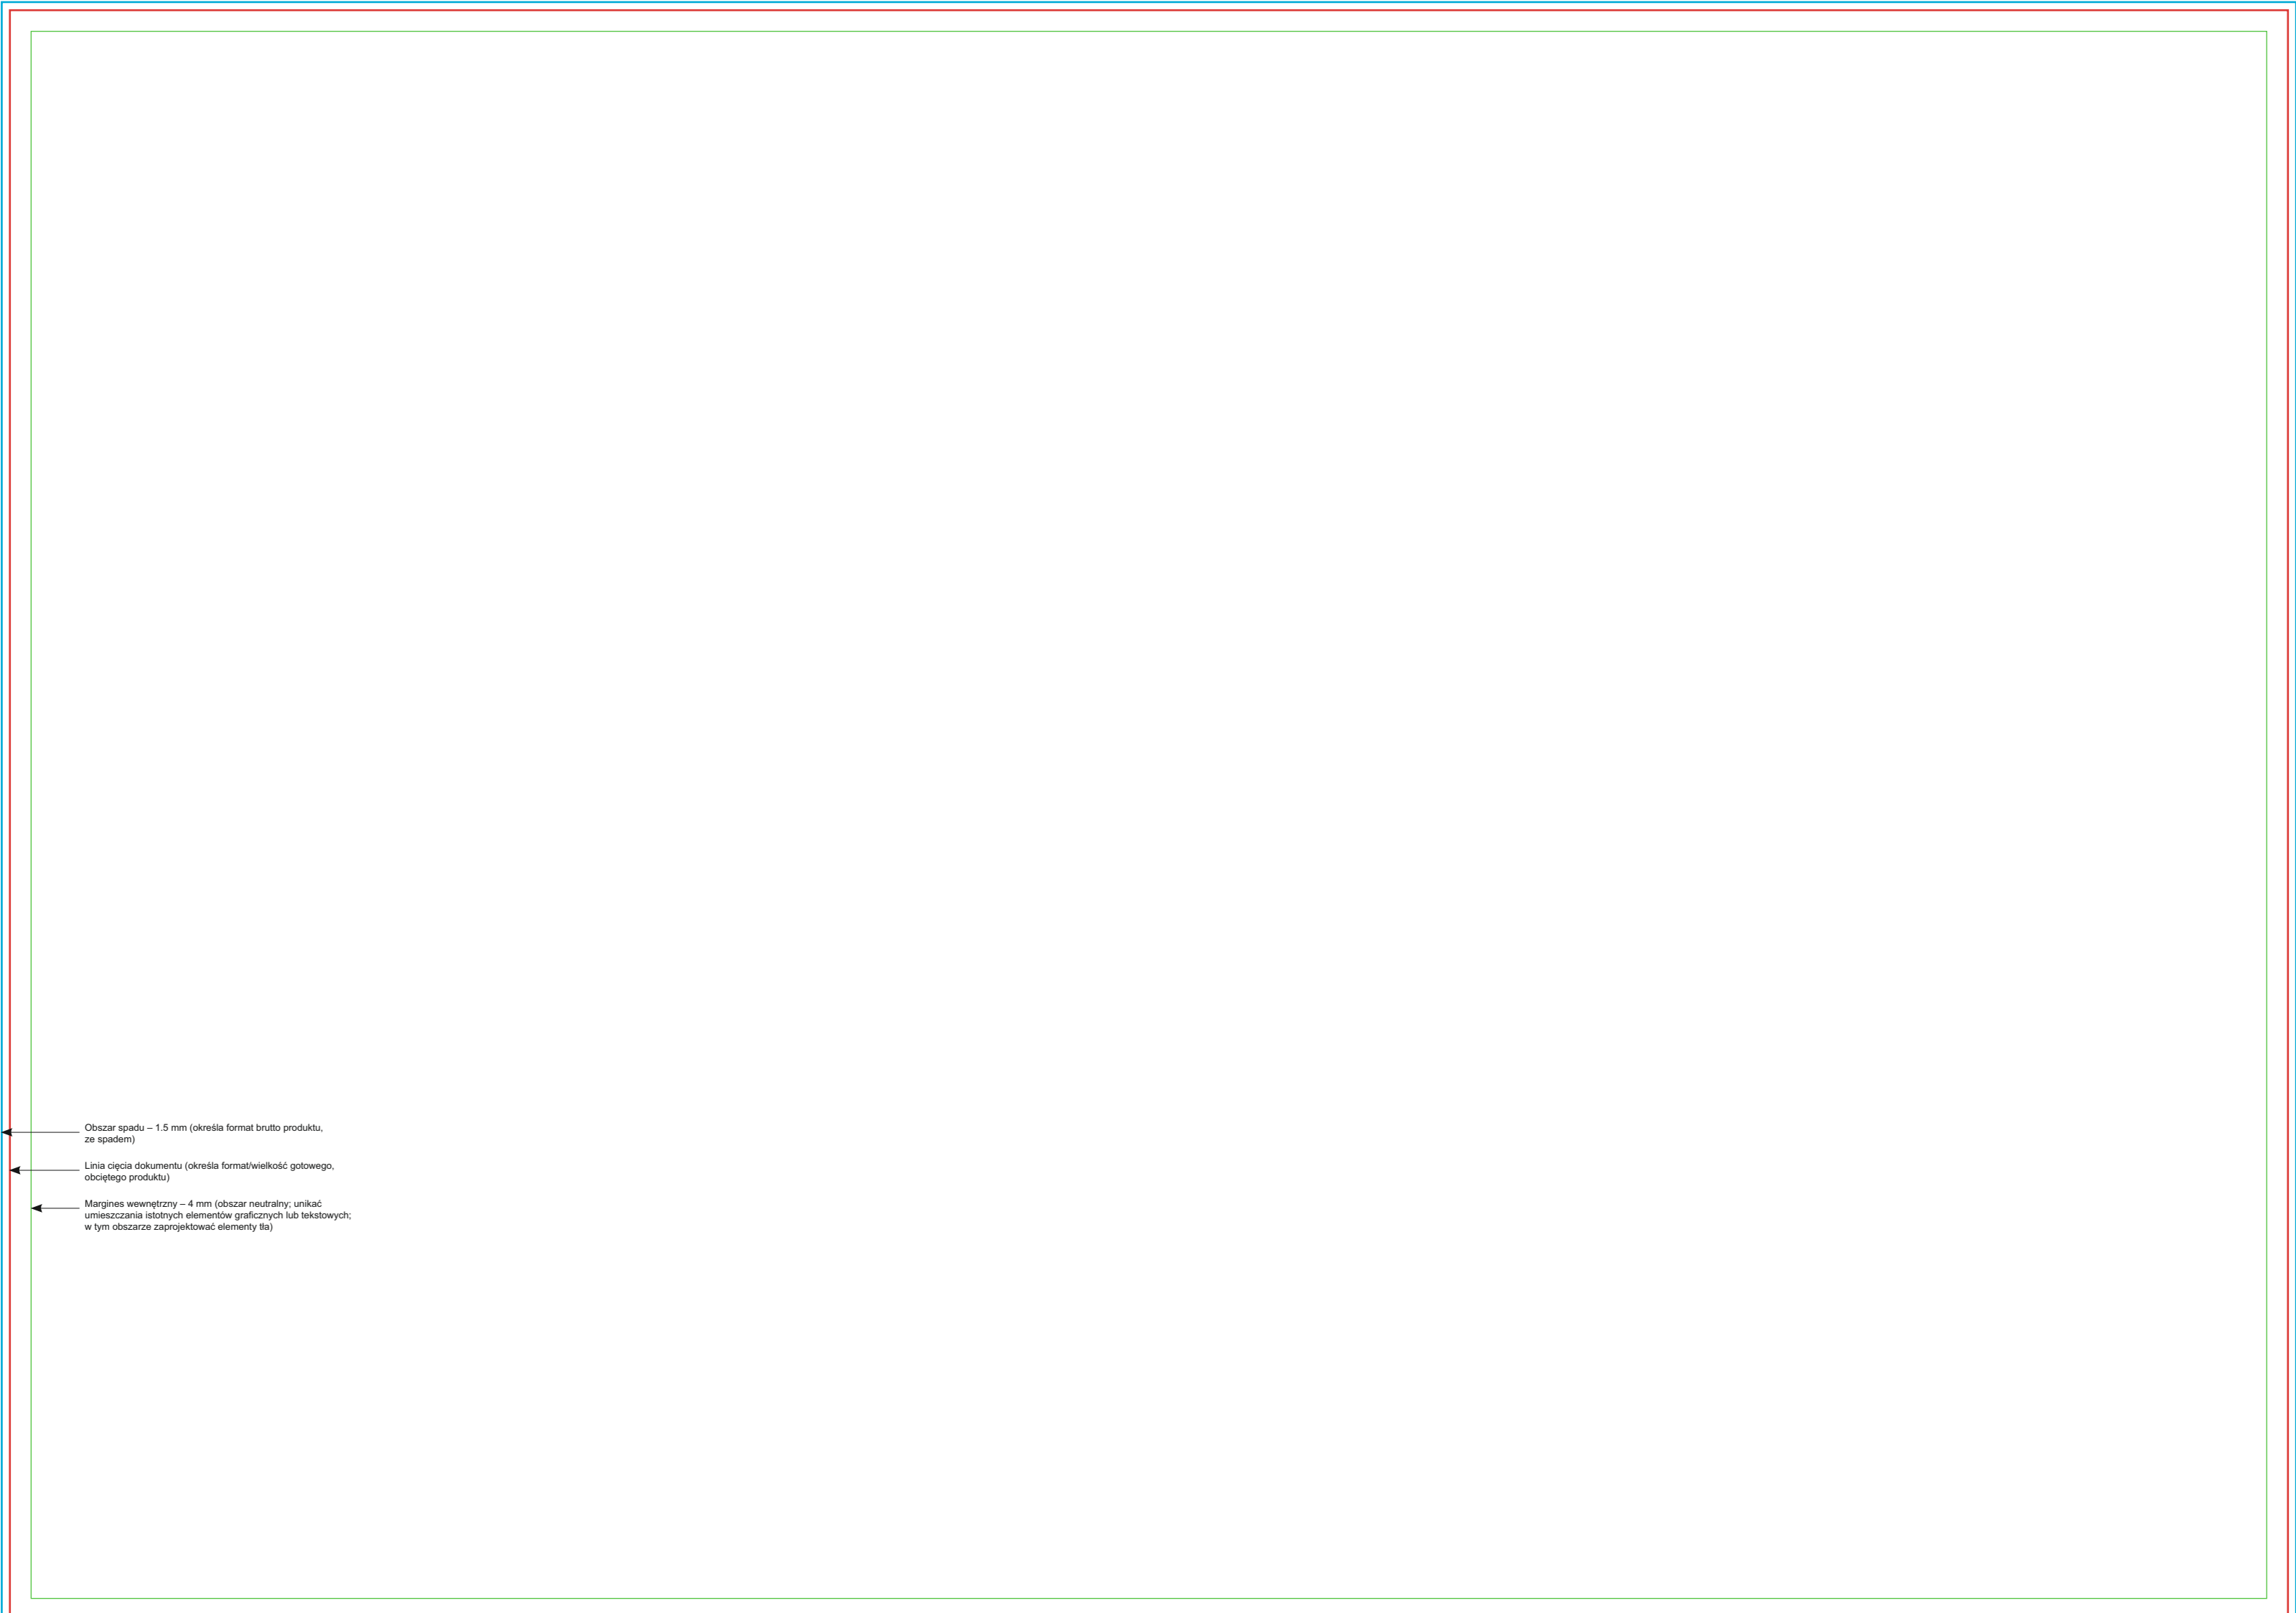 Obszar spadu – 1.5 mm (określa format brutto produktu,
ze spadem)
Linia cięcia dokumentu (określa format/wielkość gotowego,
obciętego produktu)
Margines wewnętrzny – 4 mm (obszar neutralny; unikać
umieszczania istotnych elementów graficznych lub tekstowych;
w tym obszarze zaprojektować elementy tła)